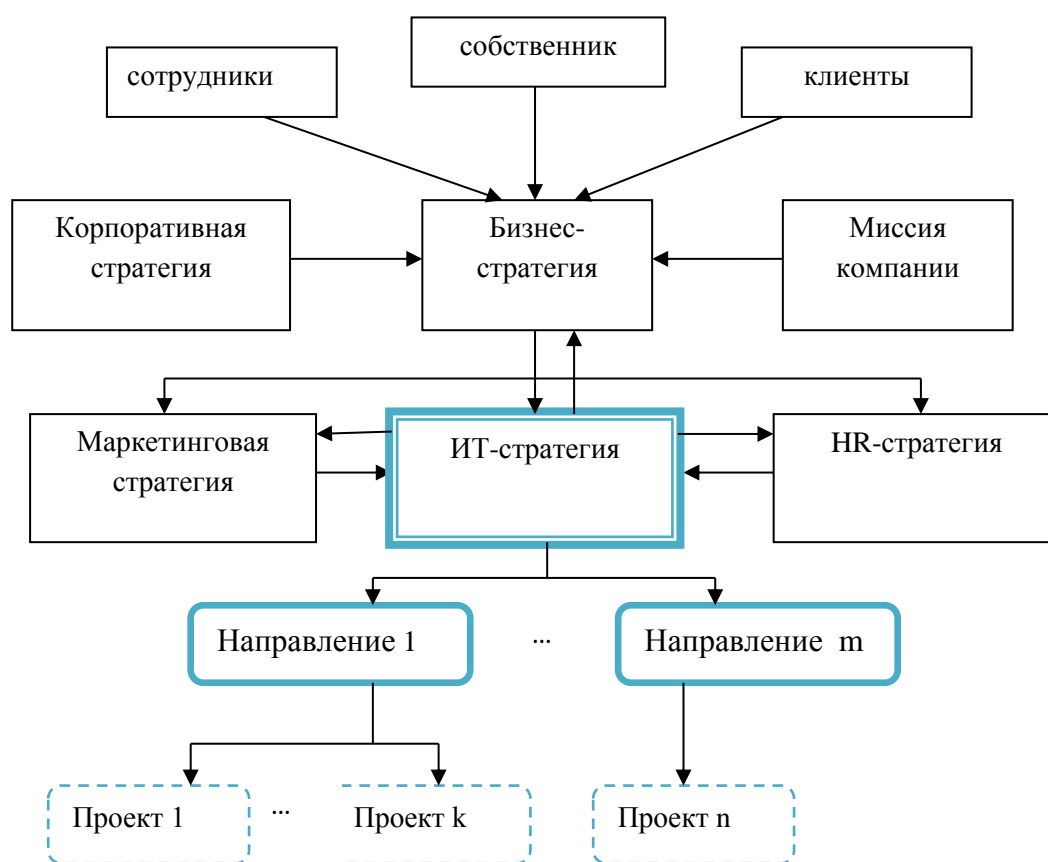 собственник
сотрудники
клиенты
Корпоративная
стратегия
Бизнес-
стратегия
Миссия
компании
Маркетинговая
стратегия
ИТ-стратегия
HR-стратегия
Направление 1
...
Направление m
Проект 1
...
Проект k
Проект n